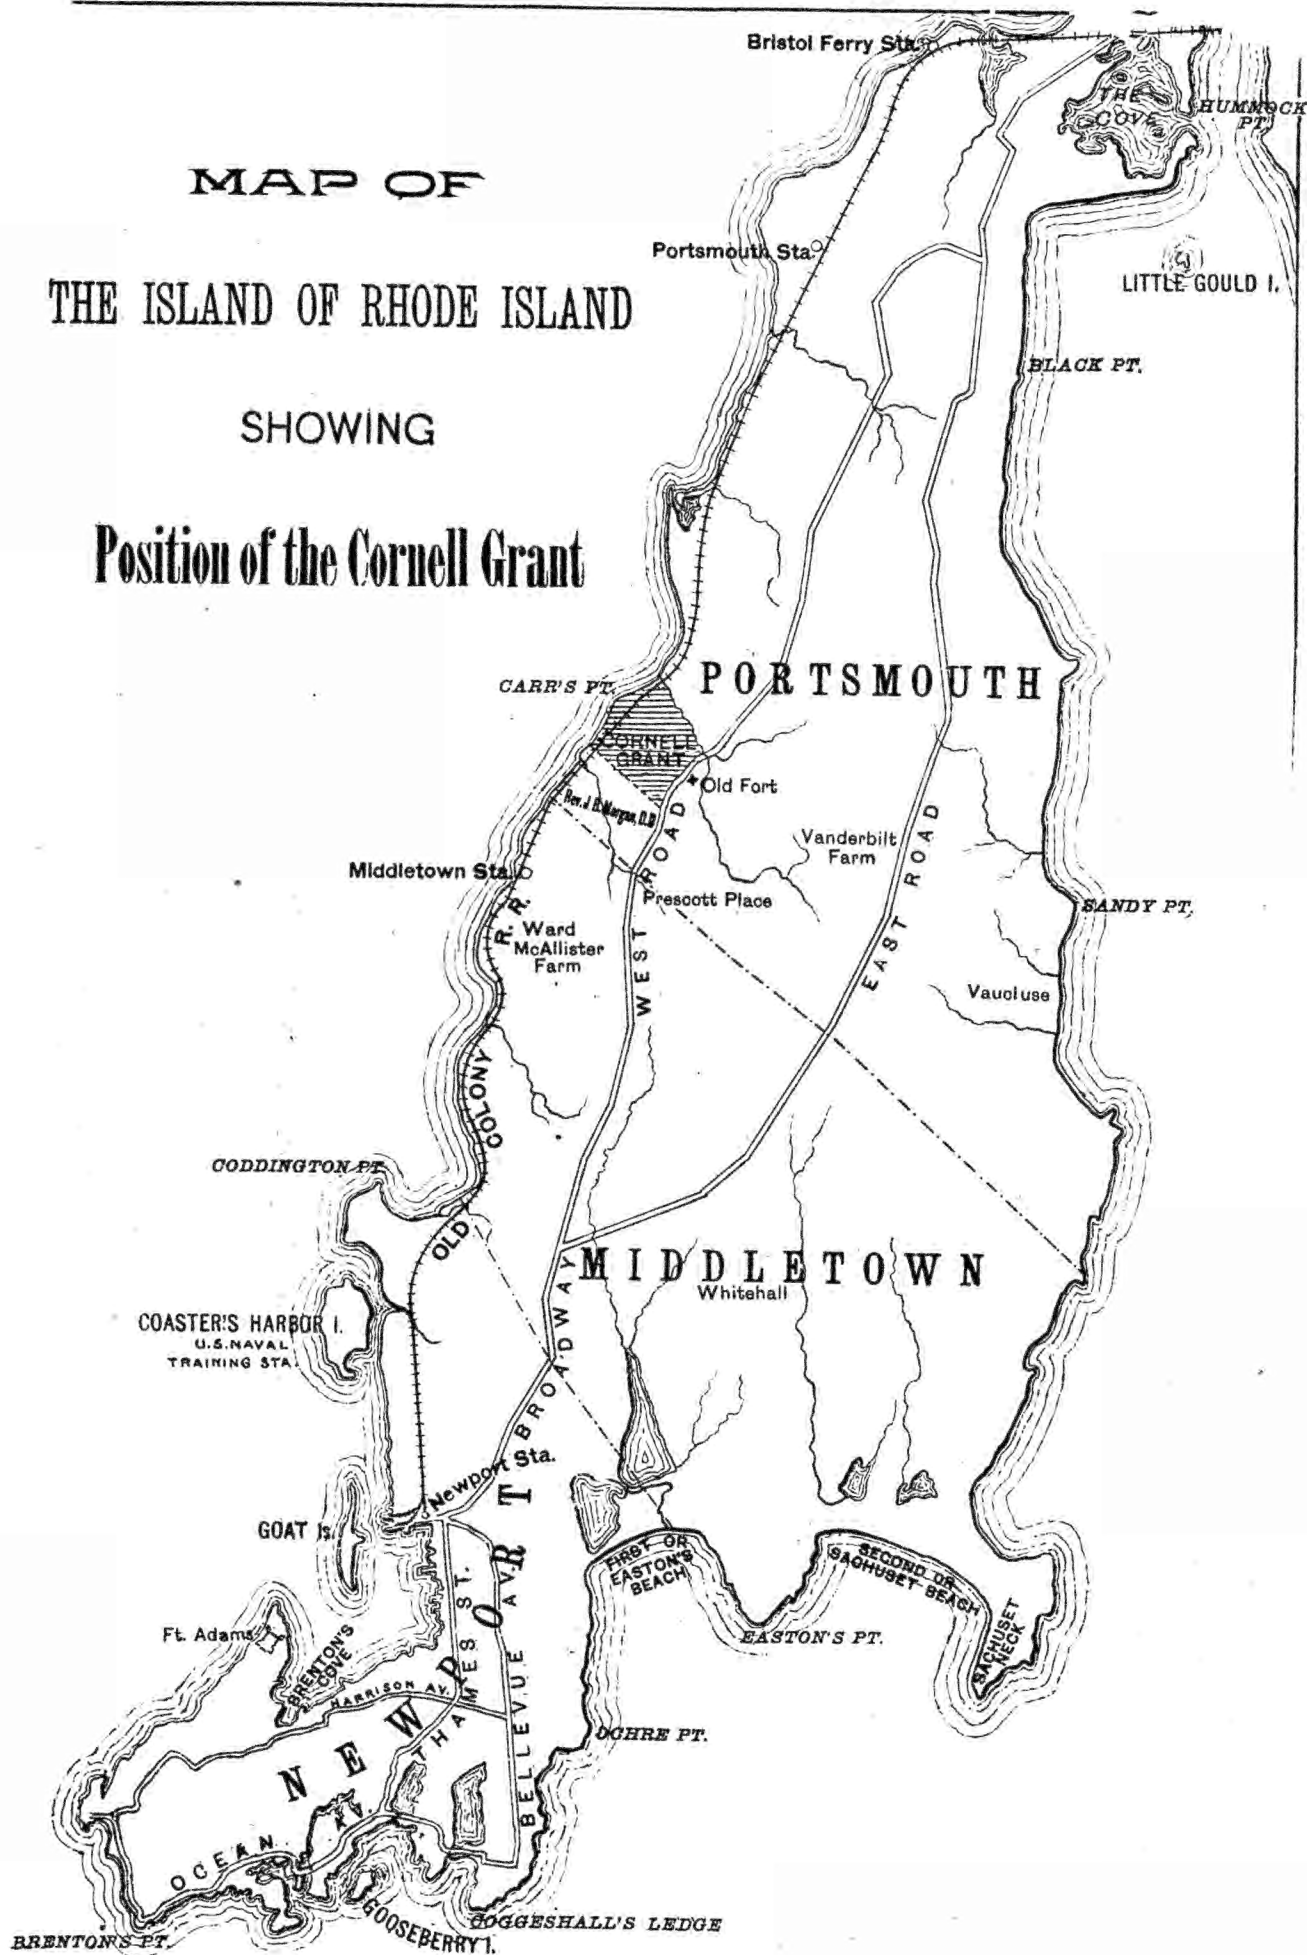 Bristol Ferry Sta.
THE
COVE
HUMMOCK
PT.
MAP OF
Portsmouth Sta.
LITTLE GOULD I.
THE ISLAND OF RHODE ISLAND
BLACK PT.
SHOWING
Position of the Cornell Grant
CARR'S PT.
PORTSMOUTH
CORNELL
GRANT
Old Fort
Rev. J. B. Morgan, D.D
Vanderbilt
Farm
Middletown Sta.
Prescott Place
SANDY PT.
Ward
McAllister
Farm
WEST ROAD
EAST ROAD
Vaucluse
OLD COLONY R. R.
CODDINGTON PT.
MIDDLETOWN
Whitehall
COASTER'S HARBOR I.
U.S. NAVAL
TRAINING STA.
BROADWAY
Newport Sta.
GOAT Is.
FIRST OR
EASTON'S
BEACH
SECOND OR
SACHUSET BEACH
Ft. Adams
BRENTON'S
COVE
EASTON'S PT.
SACHUSET
NECK
HARRISON AV.
THAMES ST.
BELLEVUE AV.
NEWPORT
OCHRE PT.
OCEAN AV.
GOOSEBERRY I.
COGGESHALL'S LEDGE
BRENTON'S PT.